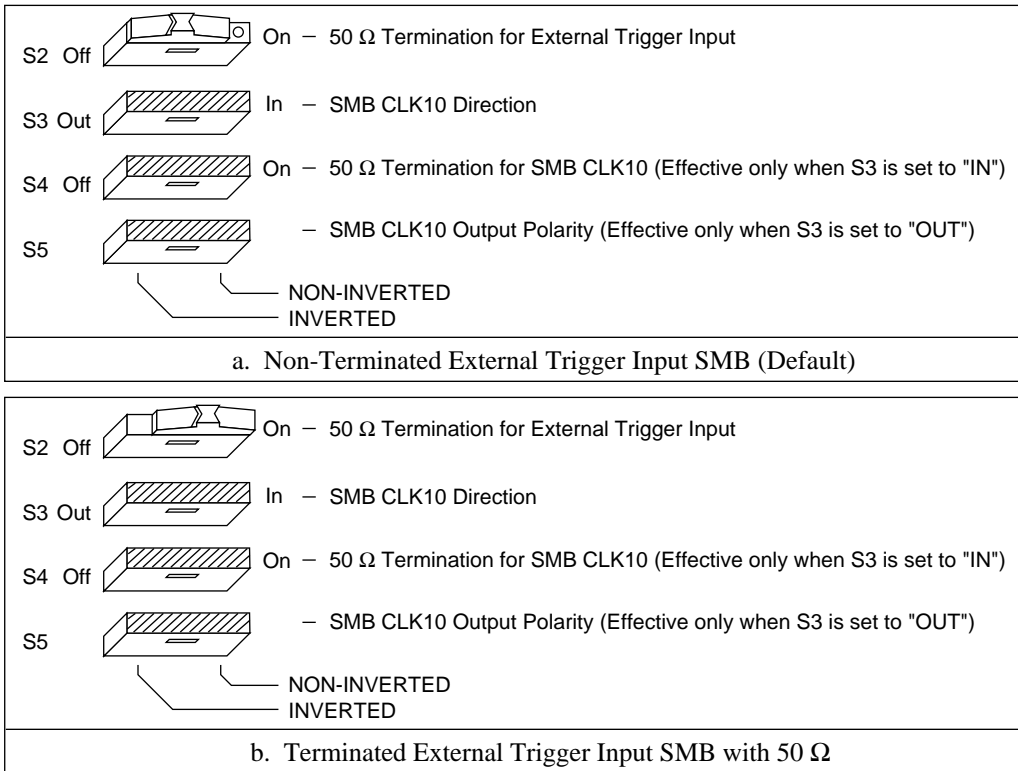 S2 Off On – 50 Ω Termination for External Trigger Input
S3 Out In – SMB CLK10 Direction
S4 Off On – 50 Ω Termination for SMB CLK10 (Effective only when S3 is set to "IN")
S5 – SMB CLK10 Output Polarity (Effective only when S3 is set to "OUT")
NON-INVERTED
INVERTED
a. Non-Terminated External Trigger Input SMB (Default)
S2 Off On – 50 Ω Termination for External Trigger Input
S3 Out In – SMB CLK10 Direction
S4 Off On – 50 Ω Termination for SMB CLK10 (Effective only when S3 is set to "IN")
S5 – SMB CLK10 Output Polarity (Effective only when S3 is set to "OUT")
NON-INVERTED
INVERTED
b. Terminated External Trigger Input SMB with 50 Ω